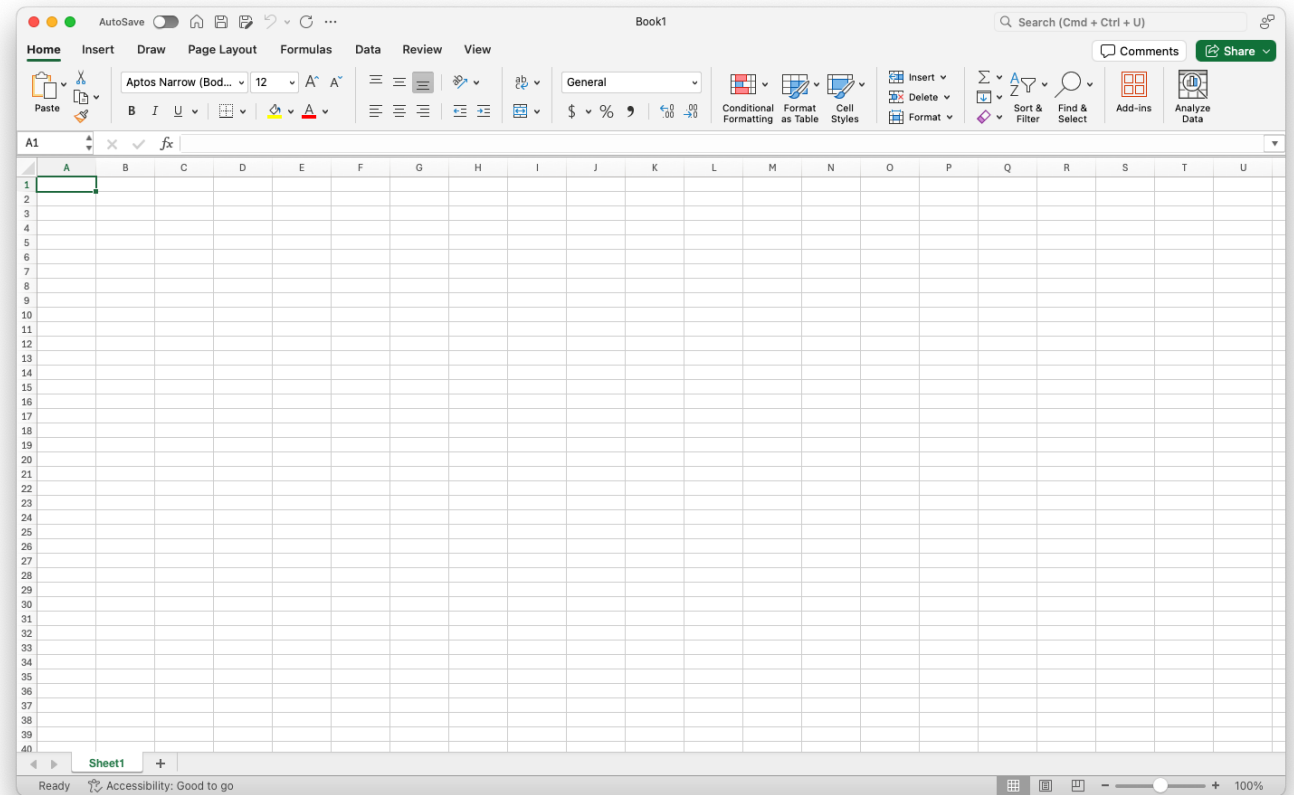 AutoSave
Book1
Search (Cmd + Ctrl + U)
Home Insert Draw Page Layout Formulas Data Review View
Comments Share
Paste
Aptos Narrow (Bod... 12
B I U
ab
General
$ % 9
Conditional Formatting
Format as Table
Cell Styles
Insert
Delete
Format
Sort & Filter
Find & Select
Add-ins
Analyze Data
A1 fx
A B C D E F G H I J K L M N O P Q R S T U
1
2
3
4
5
6
7
8
9
10
11
12
13
14
15
16
17
18
19
20
21
22
23
24
25
26
27
28
29
30
31
32
33
34
35
36
37
38
39
40
Sheet1 +
Ready Accessibility: Good to go
- + 100%